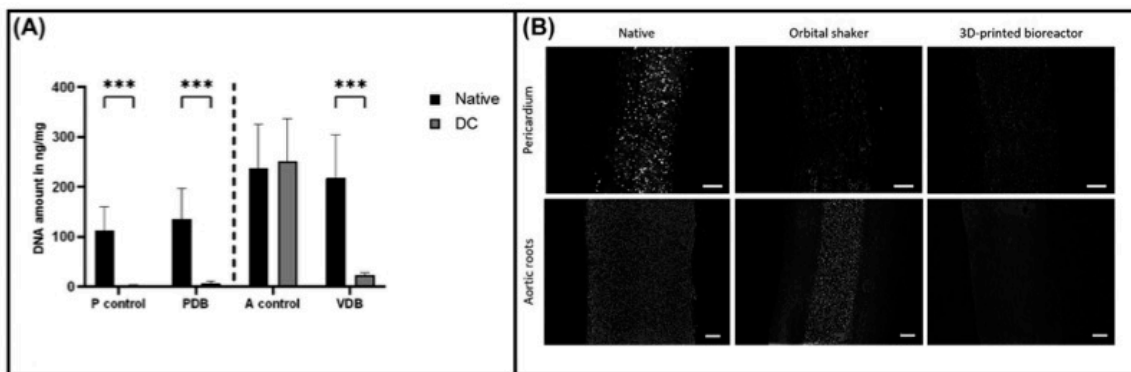 (A)
DNA amount in ng/mg
400
300
200
100
0
***
***
***
P control
PDB
A control
VDB
Native
DC
(B)
Native
Orbital shaker
3D-printed bioreactor
Pericardium
Aortic roots